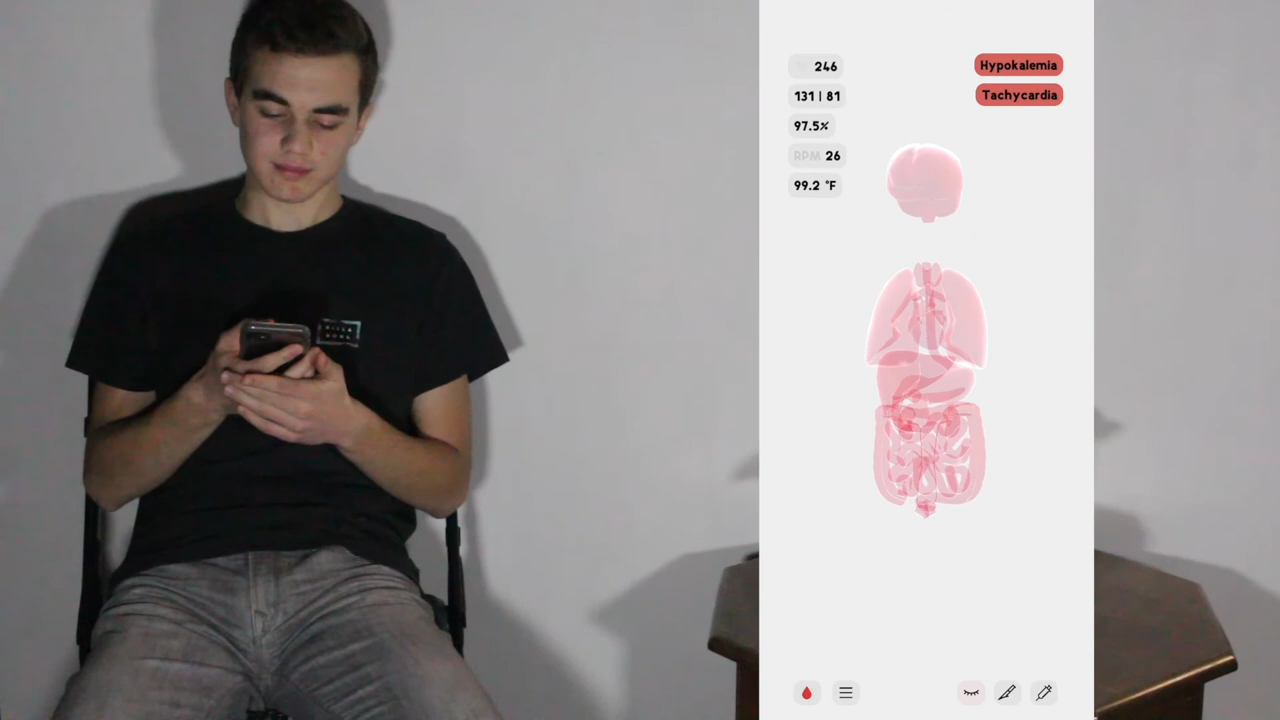 246
131 | 81
97.5%
RPM 26
99.2 °F
Hypokalemia
Tachycardia